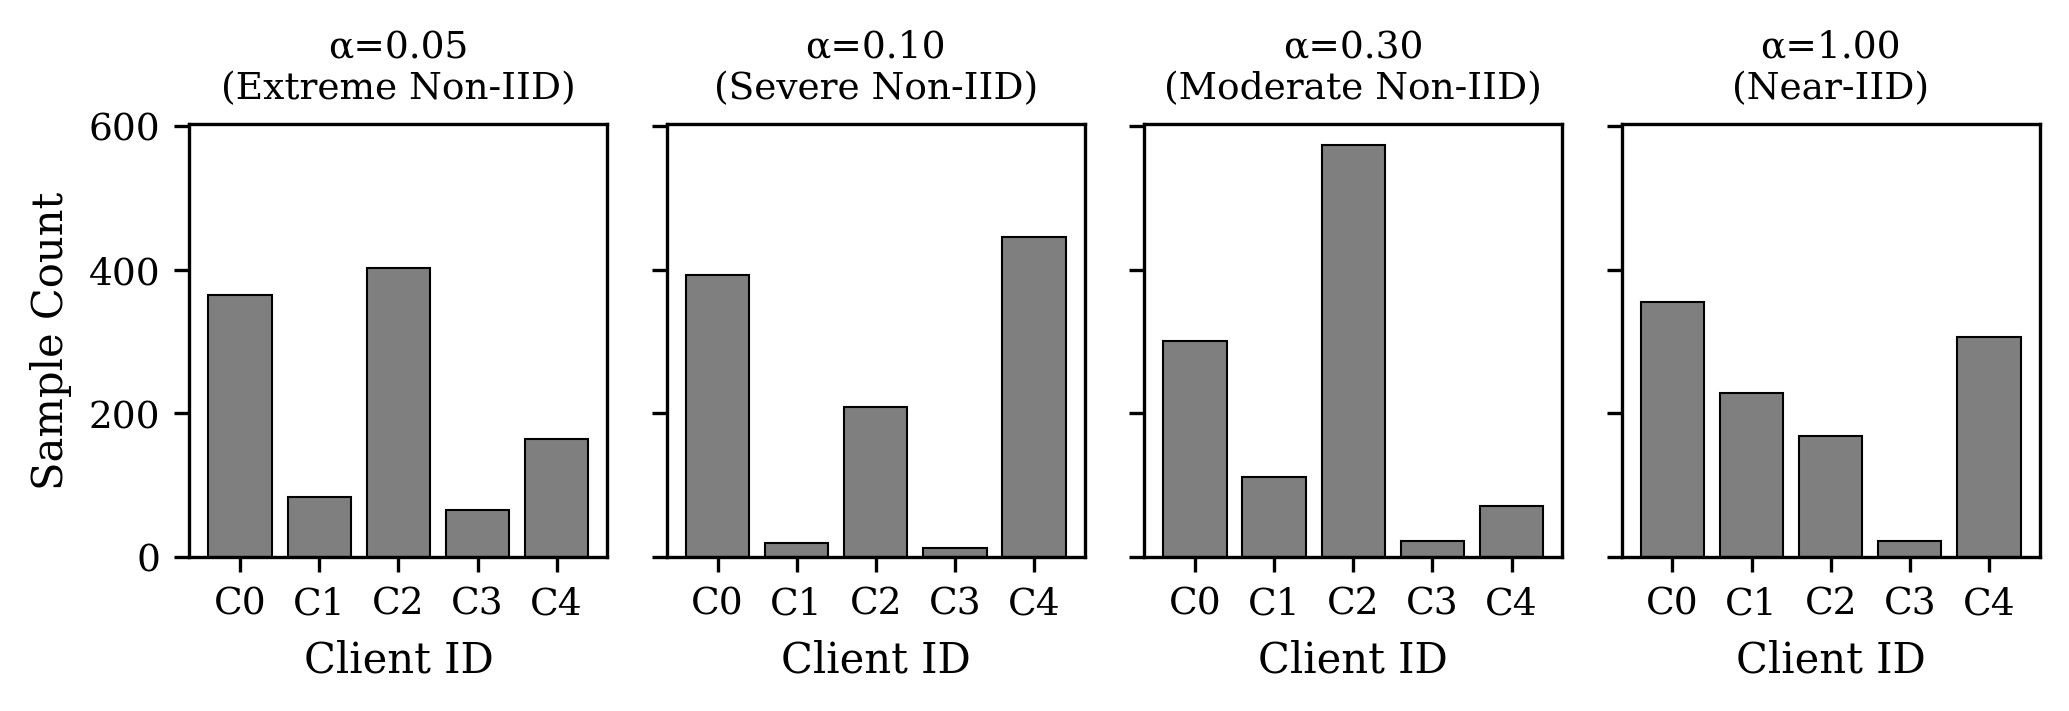 α=0.05
(Extreme Non-IID)
α=0.10
(Severe Non-IID)
α=0.30
(Moderate Non-IID)
α=1.00
(Near-IID)
Sample Count
600
400
200
0
C0 C1 C2 C3 C4
C0 C1 C2 C3 C4
C0 C1 C2 C3 C4
C0 C1 C2 C3 C4
Client ID
Client ID
Client ID
Client ID